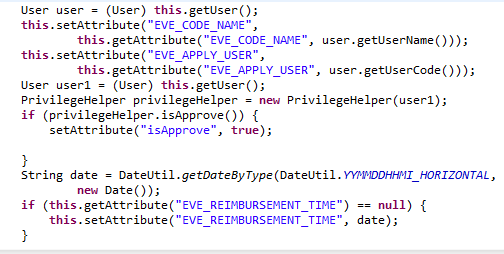 User user = (User) this.getUser();
this.setAttribute("EVE_CODE_NAME",
this.getAttribute("EVE_CODE_NAME", user.getUserName()));
this.setAttribute("EVE_APPLY_USER",
this.getAttribute("EVE_APPLY_USER", user.getUserCode()));
User user1 = (User) this.getUser();
PrivilegeHelper privilegeHelper = new PrivilegeHelper(user1);
if (privilegeHelper.isApprove()) {
setAttribute("isApprove", true);
}
String date = DateUtil.getDateByType(DateUtil.YYMMDDHHMI_HORIZONTAL,
new Date());
if (this.getAttribute("EVE_REIMBURSEMENT_TIME") == null) {
this.setAttribute("EVE_REIMBURSEMENT_TIME", date);
}